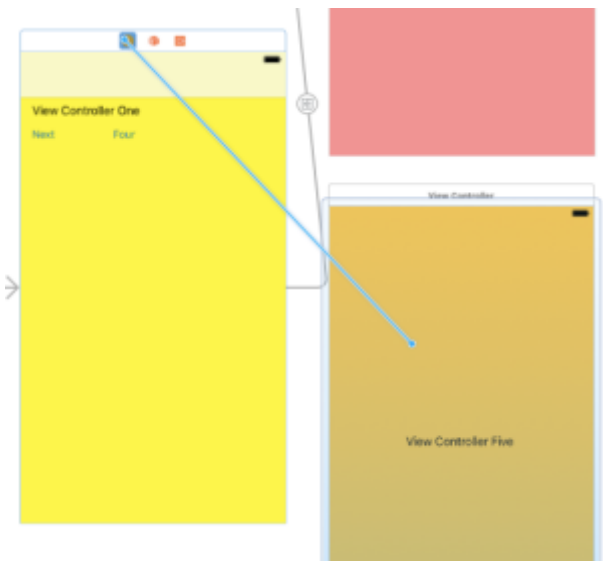 View Controller One
Next Four
View Controller
View Controller Five